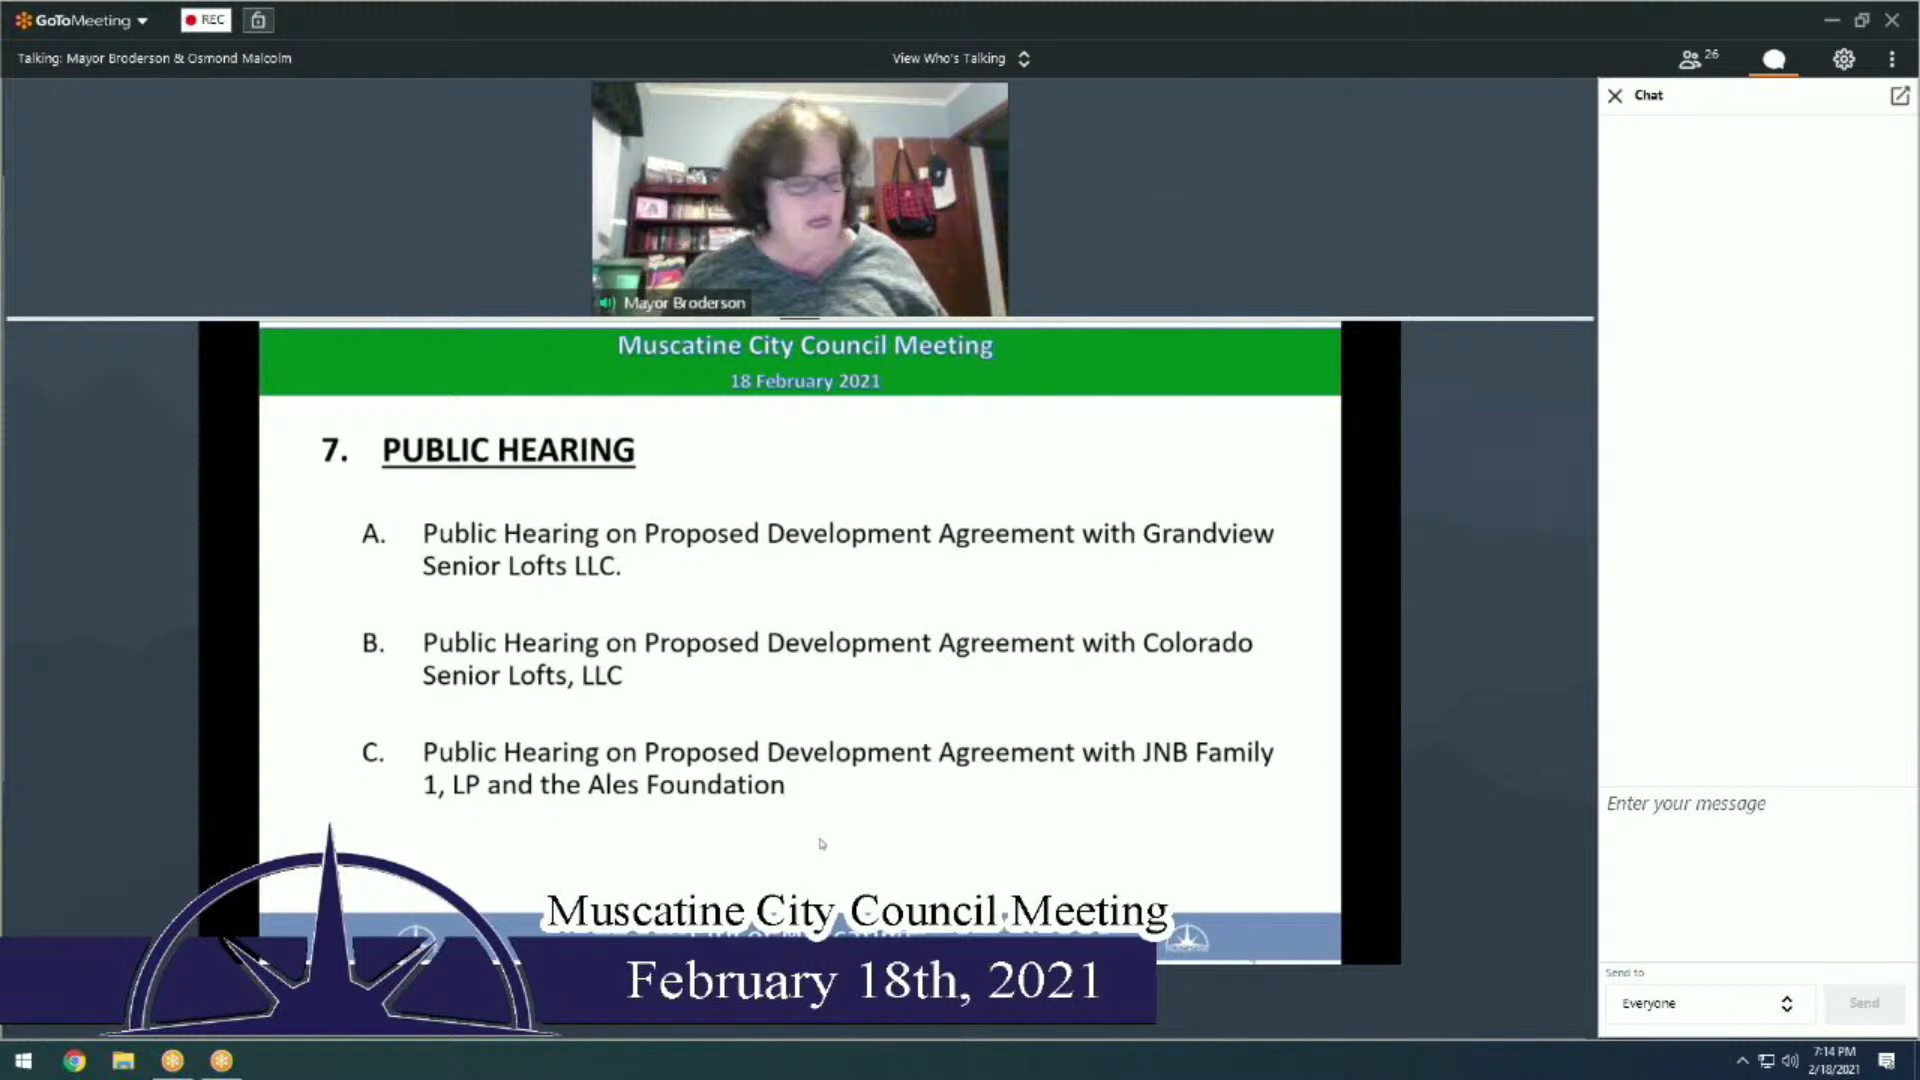 GoToMeeting
REC
Talking: Mayor Broderson & Osmond Malcolm
View Who's Talking
26
Chat
Mayor Broderson
Muscatine City Council Meeting
18 February 2021
7. PUBLIC HEARING
A. Public Hearing on Proposed Development Agreement with Grandview
Senior Lofts LLC.
B. Public Hearing on Proposed Development Agreement with Colorado
Senior Lofts, LLC
C. Public Hearing on Proposed Development Agreement with JNB Family
1, LP and the Ales Foundation
Enter your message
Muscatine City Council Meeting
February 18th, 2021
Send to
Everyone
Send
7:14 PM
2/18/2021